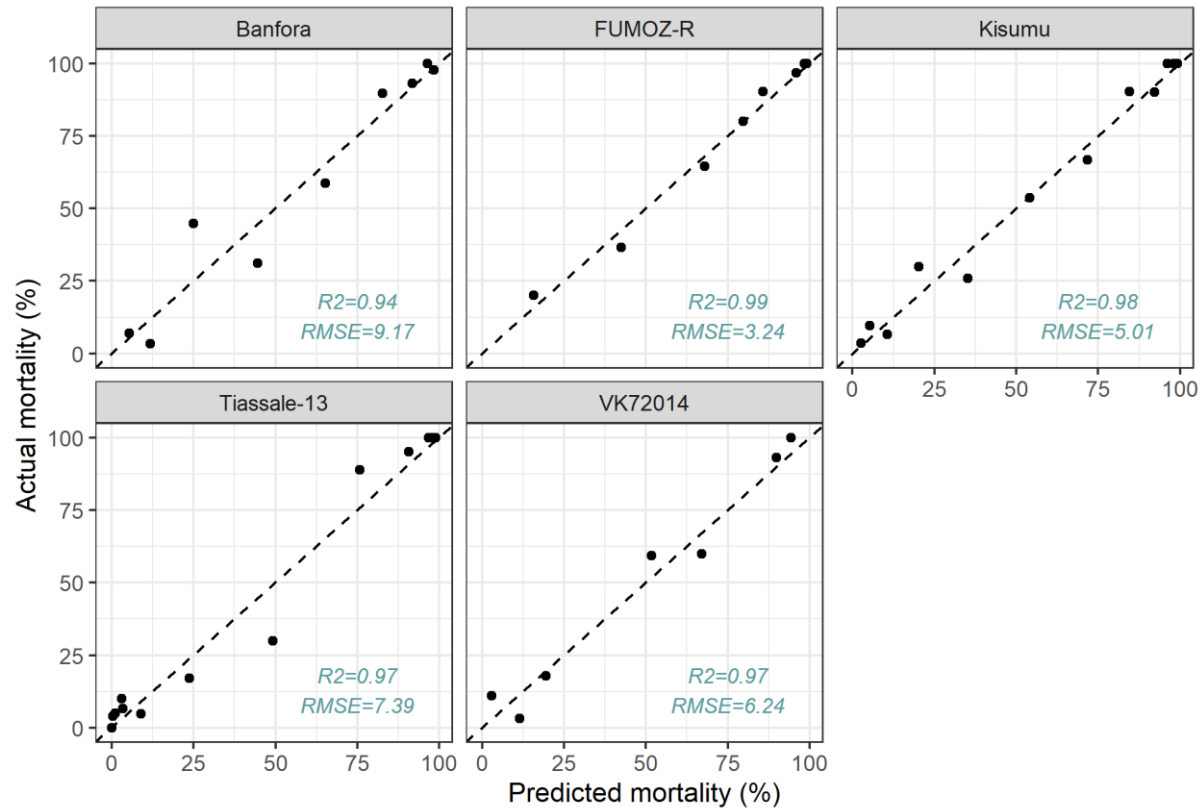 Banfora
FUMOZ-R
Kisumu
100
75
50
25
0
R2=0.94
RMSE=9.17
R2=0.99
RMSE=3.24
R2=0.98
RMSE=5.01
0 25 50 75 100
Tiassale-13
VK72014
100
75
50
25
0
R2=0.97
RMSE=7.39
R2=0.97
RMSE=6.24
0 25 50 75 100
0 25 50 75 100
Actual mortality (%)
Predicted mortality (%)